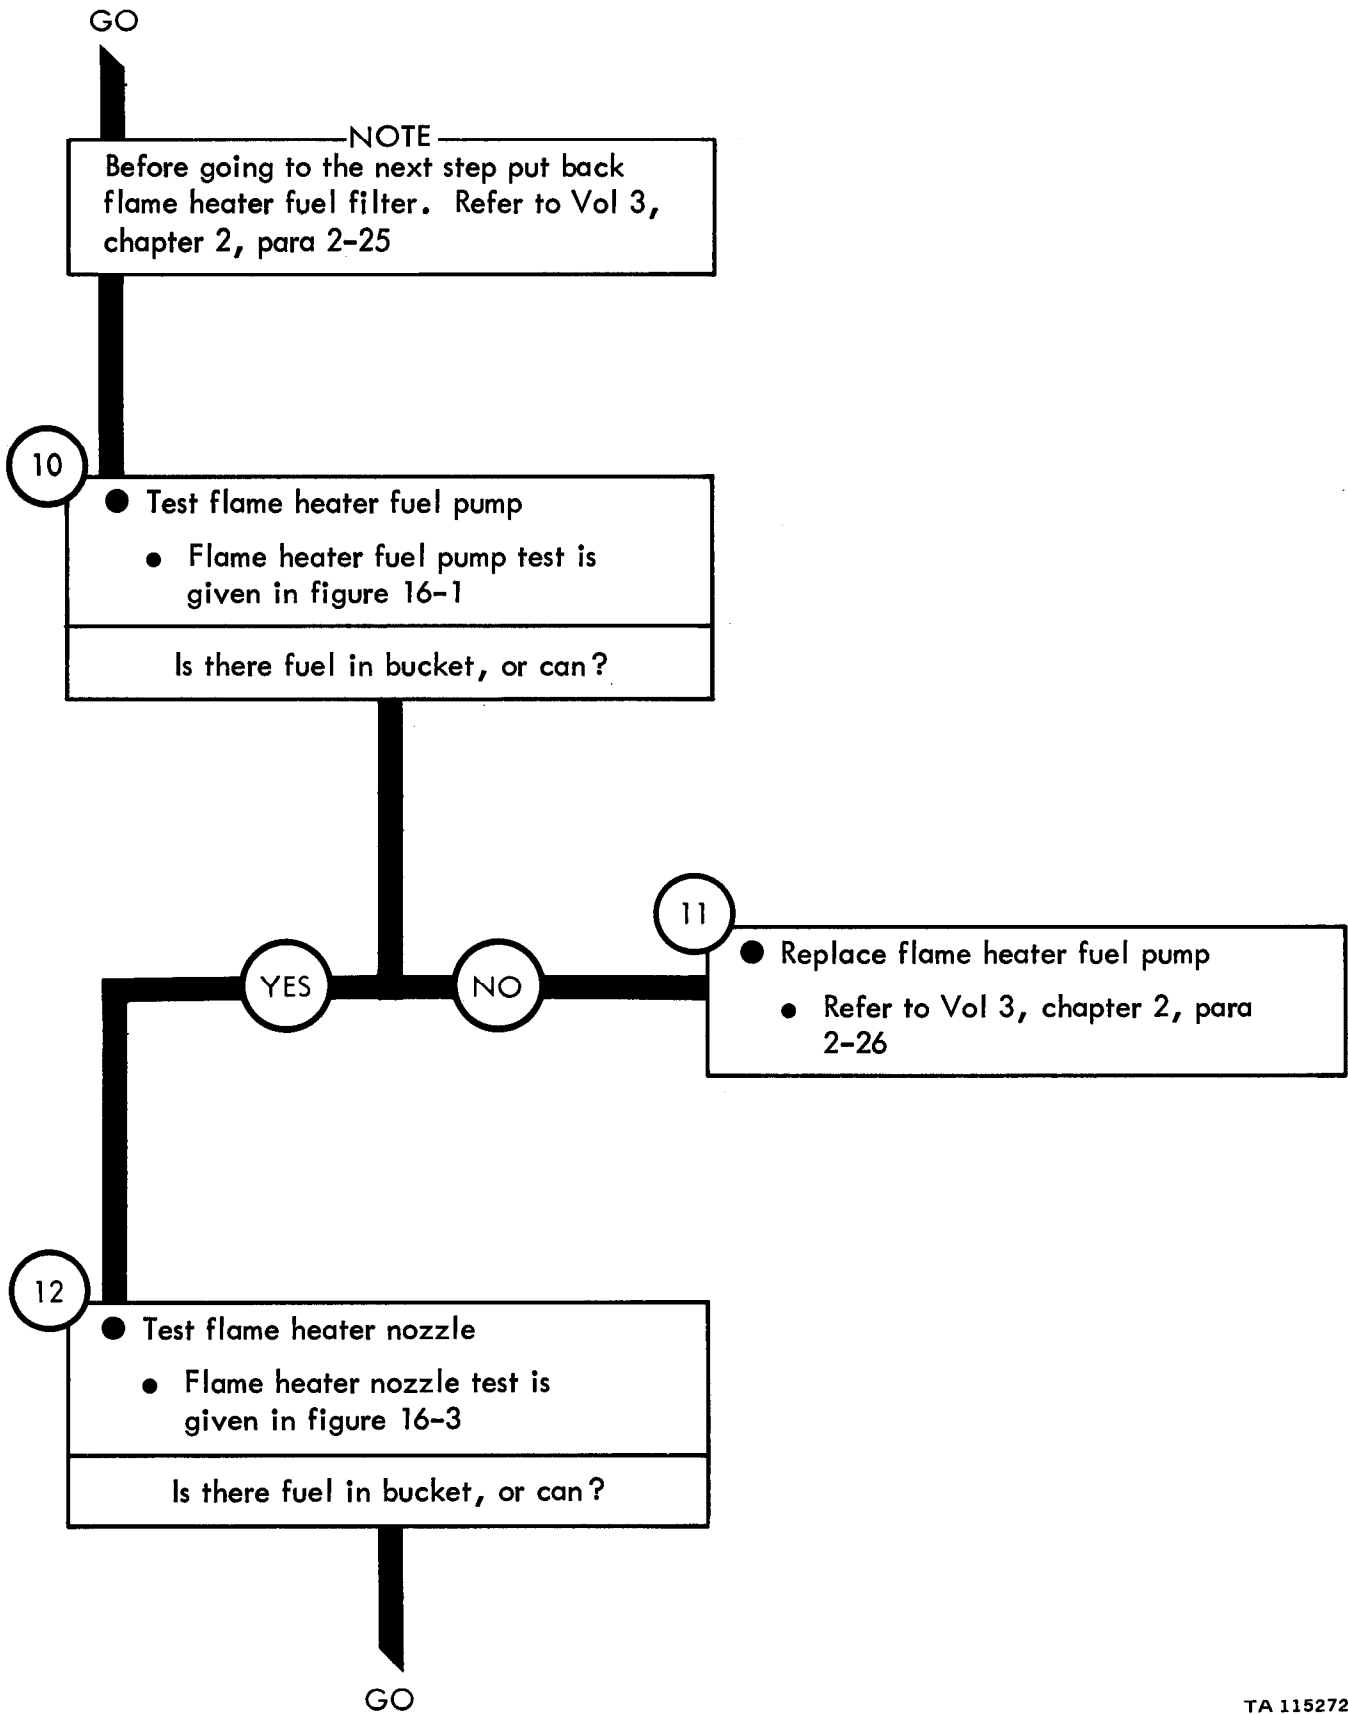 GO
NOTE
Before going to the next step put back
flame heater fuel filter. Refer to Vol 3,
chapter 2, para 2-25
10
● Test flame heater fuel pump
● Flame heater fuel pump test is
given in figure 16-1
Is there fuel in bucket, or can?
YES
NO
11
● Replace flame heater fuel pump
● Refer to Vol 3, chapter 2, para
2-26
12
● Test flame heater nozzle
● Flame heater nozzle test is
given in figure 16-3
Is there fuel in bucket, or can?
GO
TA 115272